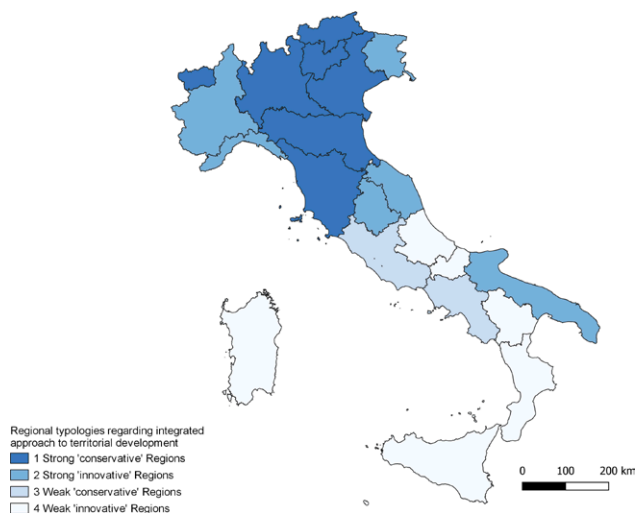 Regional typologies regarding integrated
approach to territorial development
1 Strong 'conservative' Regions
2 Strong 'innovative' Regions
3 Weak 'conservative' Regions
4 Weak 'innovative' Regions
0 100 200 km